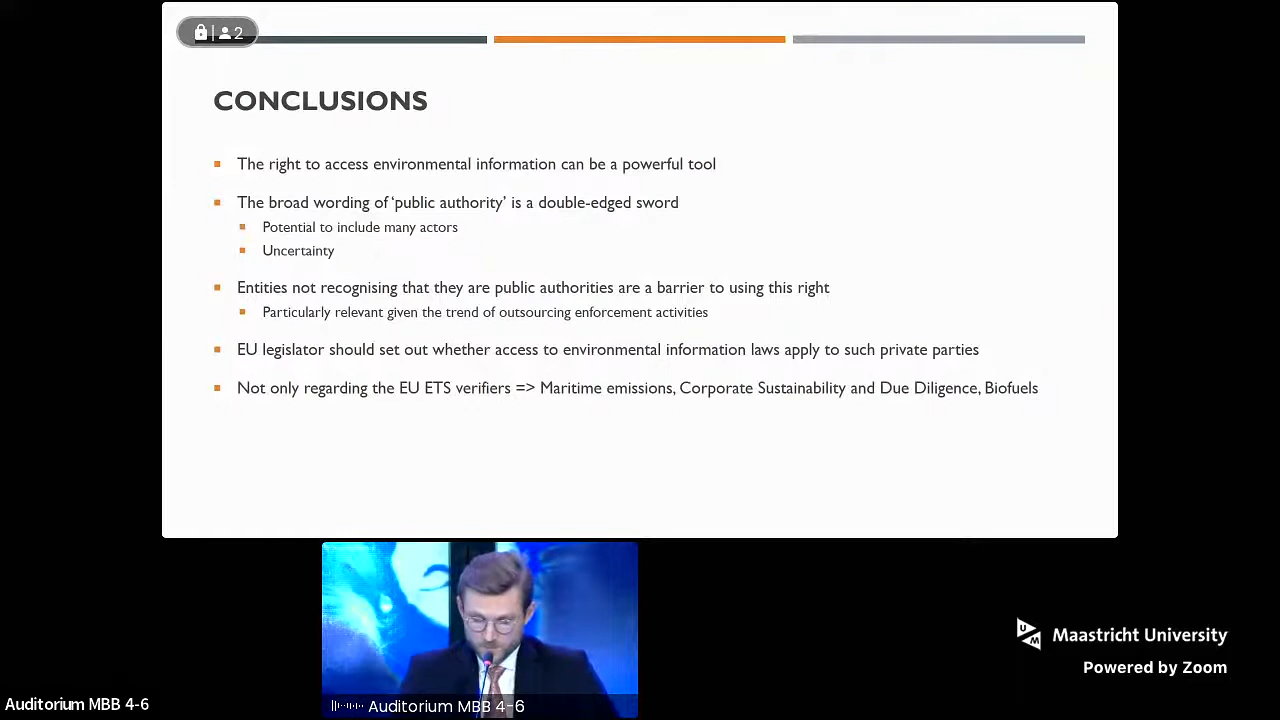 2
CONCLUSIONS
The right to access environmental information can be a powerful tool
The broad wording of ‘public authority’ is a double-edged sword
Potential to include many actors
Uncertainty
Entities not recognising that they are public authorities are a barrier to using this right
Particularly relevant given the trend of outsourcing enforcement activities
EU legislator should set out whether access to environmental information laws apply to such private parties
Not only regarding the EU ETS verifiers => Maritime emissions, Corporate Sustainability and Due Diligence, Biofuels
UM Maastricht University
Powered by Zoom
Auditorium MBB 4-6
Auditorium MBB 4-6